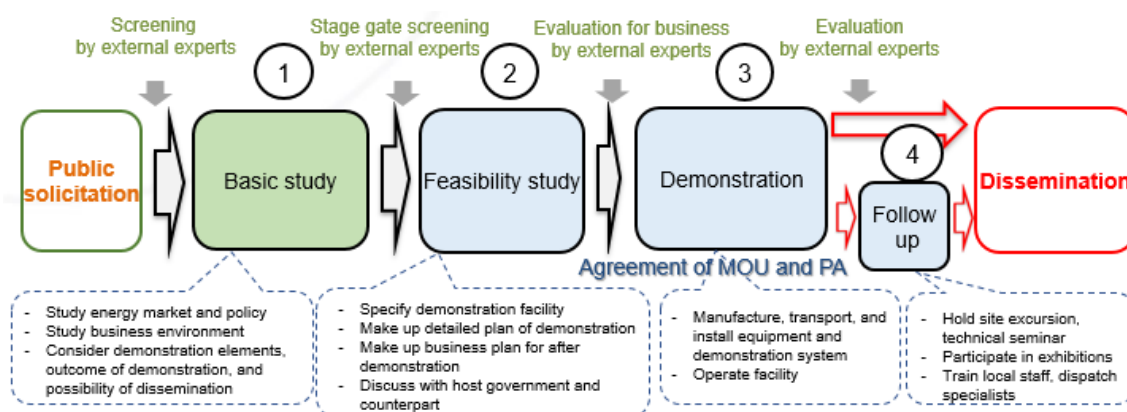 Screening
by external experts
Stage gate screening
by external experts
Evaluation for business
by external experts
Evaluation
by external experts
1
2
3
4
Public
solicitation
Basic study
Feasibility study
Demonstration
Follow
up
Dissemination
Agreement of MOU and PA
- Study energy market and policy
- Study business environment
- Consider demonstration elements,
outcome of demonstration, and
possibility of dissemination
- Specify demonstration facility
- Make up detailed plan of demonstration
- Make up business plan for after
demonstration
- Discuss with host government and
counterpart
- Manufacture, transport, and
install equipment and
demonstration system
- Operate facility
- Hold site excursion,
technical seminar
- Participate in exhibitions
- Train local staff, dispatch
specialists